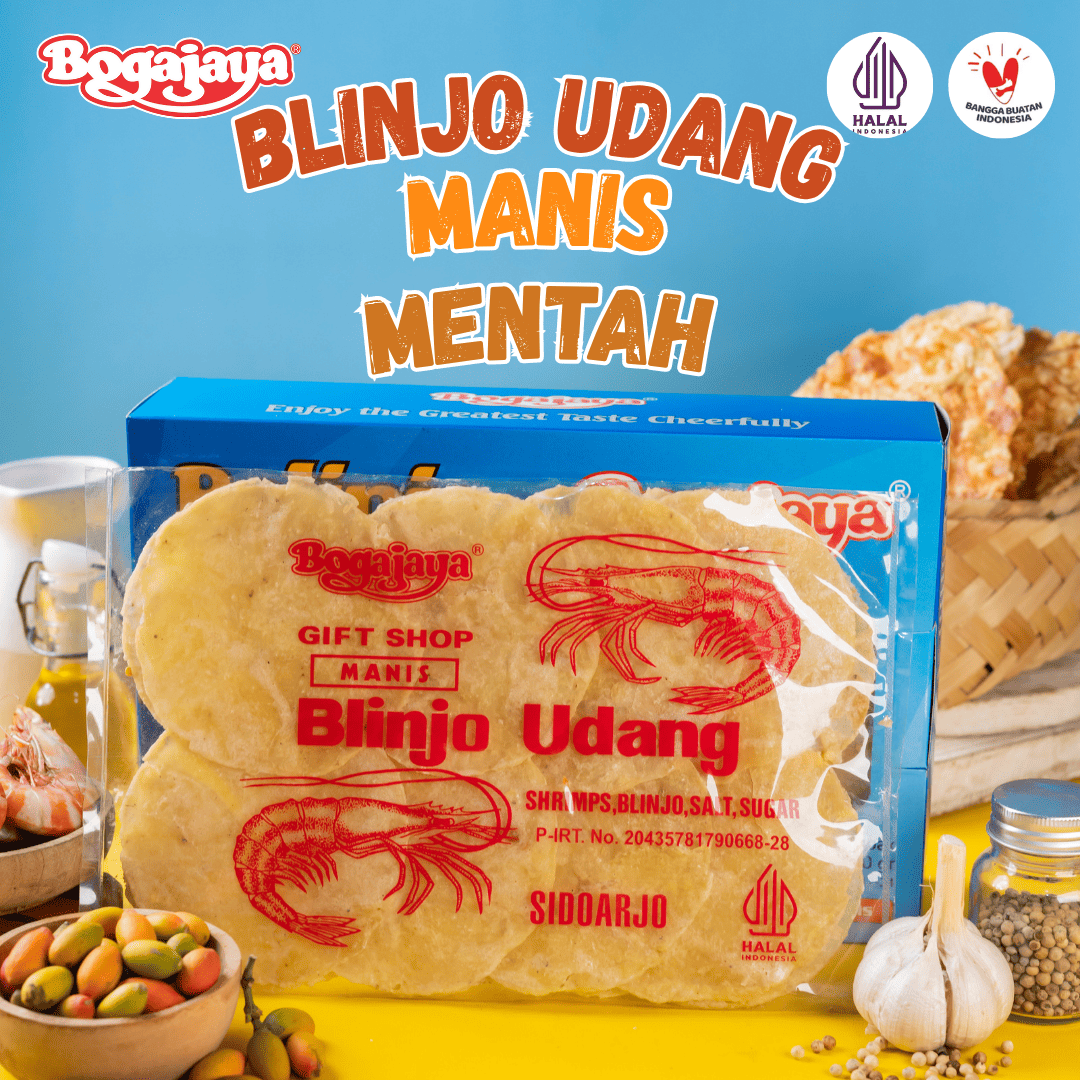 Bogajaya®
HALAL
INDONESIA
BANGGA BUATAN
INDONESIA
BLINJO UDANG
MANIS
MENTAH
Bogajaya®
Enjoy the Greatest Taste Cheerfully
Bogajaya®
GIFT SHOP
MANIS
Blinjo Udang
SHRIMPS,BLINJO,SALT,SUGAR
P-IRT. No. 20435781790668-28
SIDOARJO
HALAL
INDONESIA